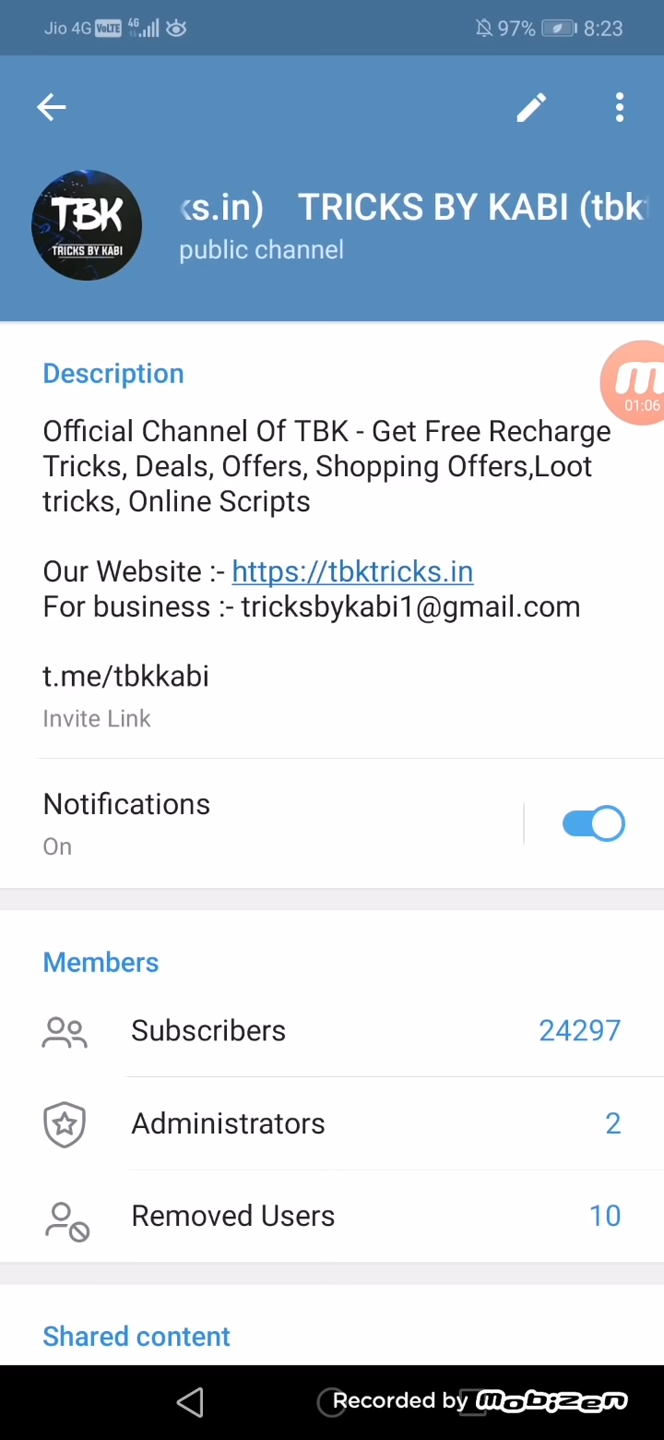 Jio 4G VoLTE 4G 97% 8:23
TBK
TRICKS BY KABI
ks.in) TRICKS BY KABI (tbk
public channel
Description
01:06
Official Channel Of TBK - Get Free Recharge
Tricks, Deals, Offers, Shopping Offers,Loot
tricks, Online Scripts
Our Website :- https://tbktricks.in
For business :- tricksbykabi1@gmail.com
t.me/tbkkabi
Invite Link
Notifications
On
Members
Subscribers 24297
Administrators 2
Removed Users 10
Shared content
Recorded by mobizen